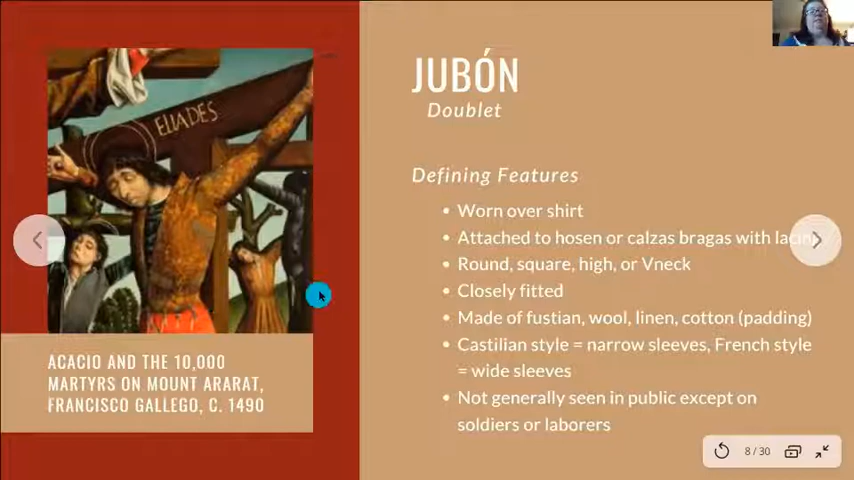 ELIADES
ACACIO AND THE 10,000
MARTYRS ON MOUNT ARARAT,
FRANCISCO GALLEGO, C. 1490
JUBÓN
Doublet
Defining Features
• Worn over shirt
• Attached to hosen or calzas bragas with lacing
• Round, square, high, or Vneck
• Closely fitted
• Made of fustian, wool, linen, cotton (padding)
• Castilian style = narrow sleeves, French style
= wide sleeves
• Not generally seen in public except on
soldiers or laborers
8 / 30